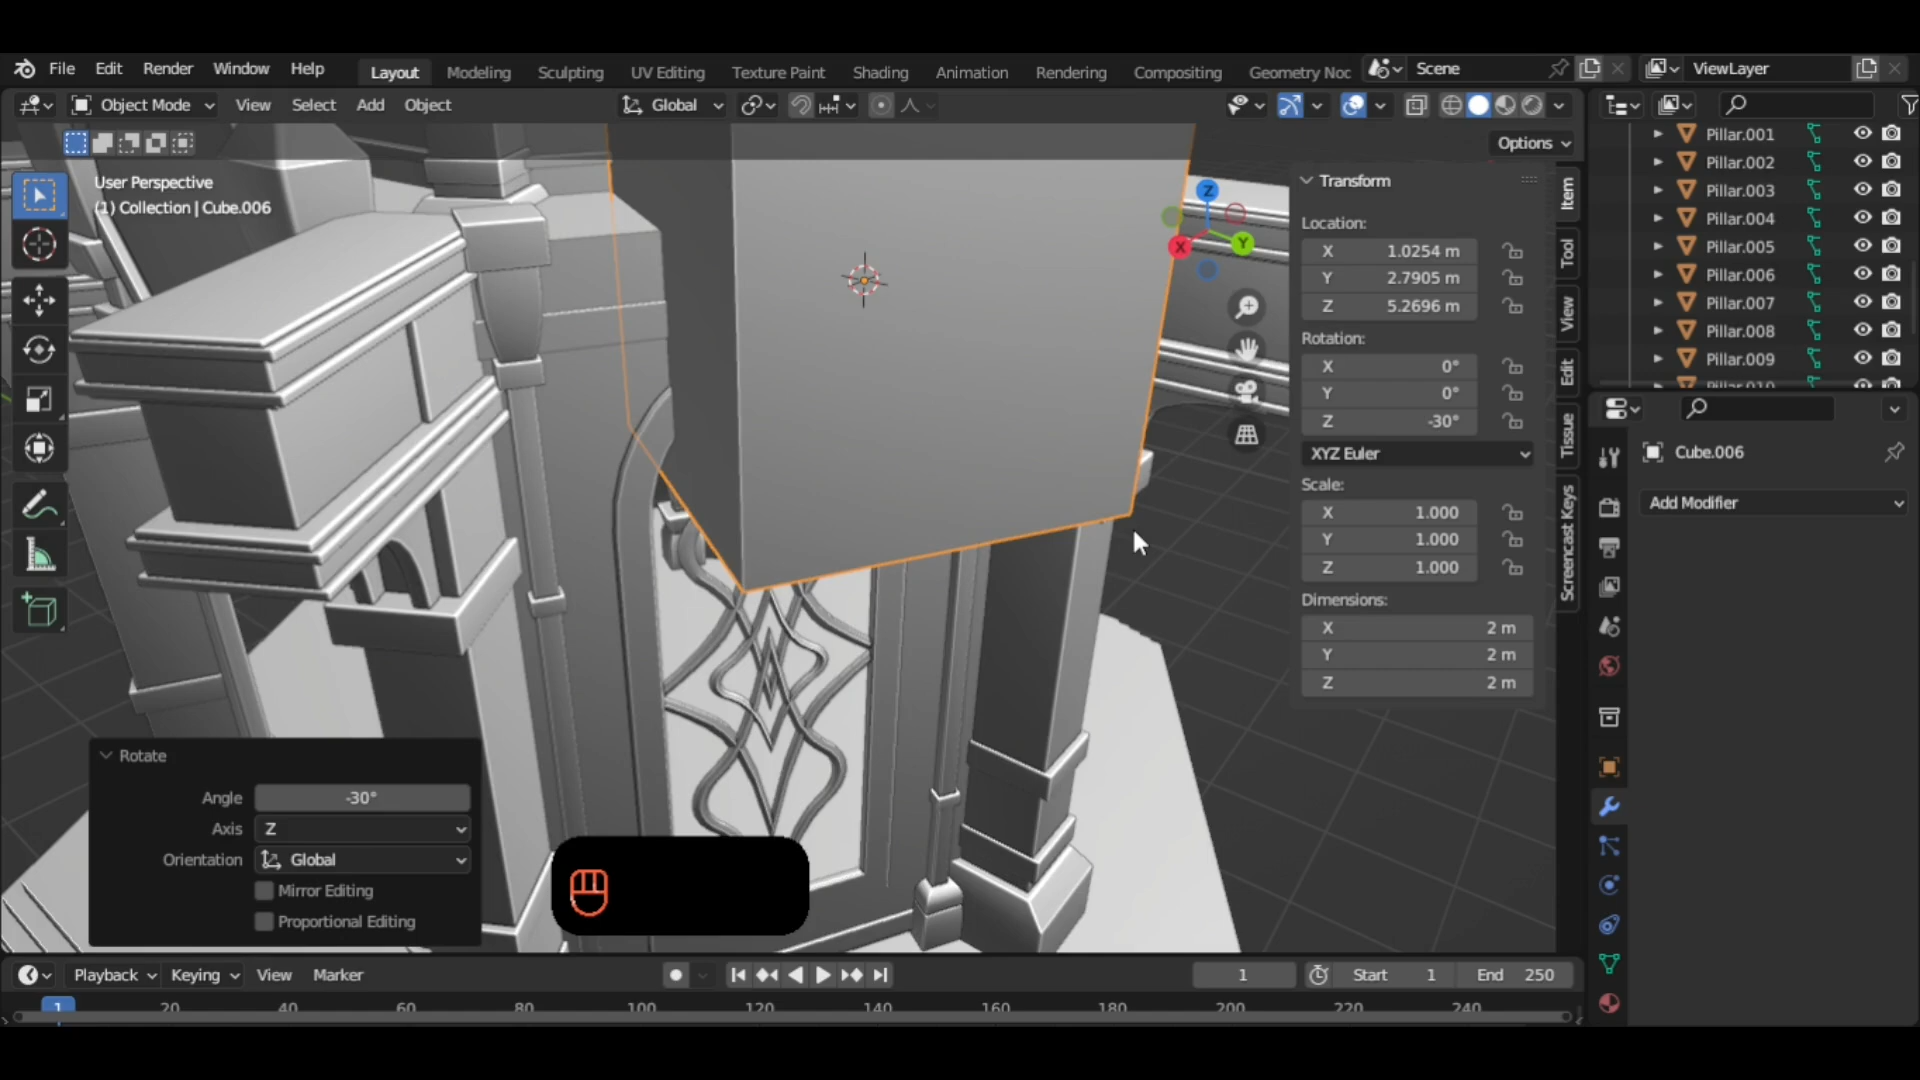 File Edit Render Window Help Layout Modeling Sculpting UV Editing Texture Paint Shading Animation Rendering Compositing Geometry Noc Scene ViewLayer
Object Mode View Select Add Object Global
Options
User Perspective
(1) Collection | Cube.006
Transform
Location:
X 1.0254 m
Y 2.7905 m
Z 5.2696 m
Rotation:
X 0°
Y 0°
Z -30°
XYZ Euler
Scale:
X 1.000
Y 1.000
Z 1.000
Dimensions:
X 2 m
Y 2 m
Z 2 m
Item
Tool
View
Edit
Tissue
Screencast Keys
Z
X
Y
Pillar.001
Pillar.002
Pillar.003
Pillar.004
Pillar.005
Pillar.006
Pillar.007
Pillar.008
Pillar.009
Pillar.010
Cube.006
Add Modifier
Rotate
Angle -30°
Axis Z
Orientation Global
Mirror Editing
Proportional Editing
Playback Keying View Marker 1 Start 1 End 250
1 20 40 60 80 100 120 140 160 180 200 220 240